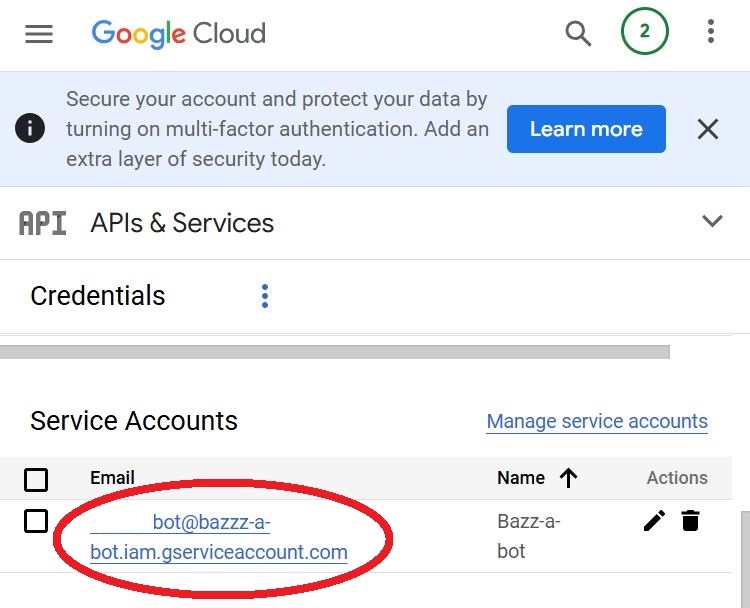 Google Cloud
2
Secure your account and protect your data by
turning on multi-factor authentication. Add an
extra layer of security today.
Learn more
API
APIs & Services
Credentials
Service Accounts
Manage service accounts
Email
Name
Actions
bot@bazzz-a-
bot.iam.gserviceaccount.com
Bazz-a-
bot